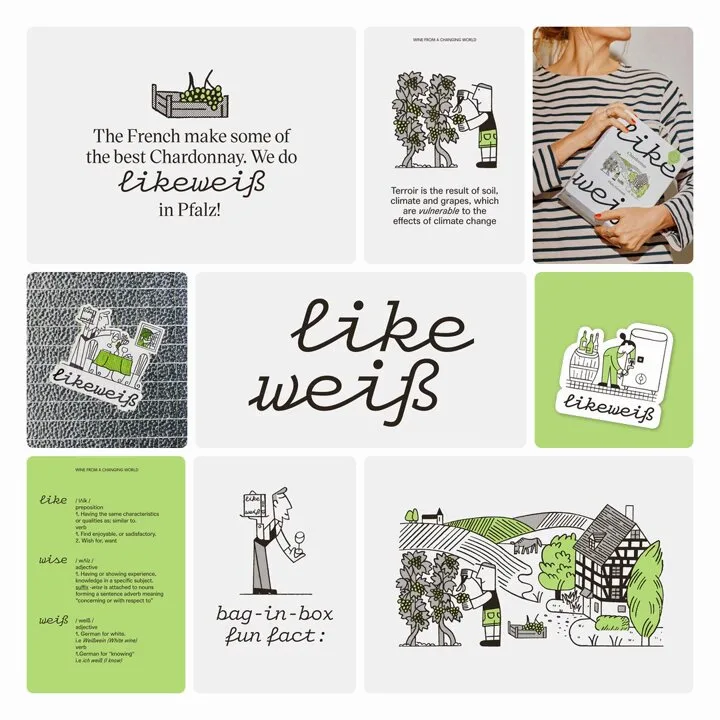 The French make some of
the best Chardonnay. We do
likeweiß
in Pfalz!
WINE FROM A CHANGING WORLD
Terroir is the result of soil,
climate and grapes, which
are vulnerable to the
effects of climate change
like
weiß
likeweiß
like
weiß
likeweiß
WINE FROM A CHANGING WORLD
like
preposition
1. Having the same characteristics
or qualities as; similar to.
verb
1. Find enjoyable, or sadisfactory.
2. Wish for, want
wise
adjective
1. Having or showing experience,
knowledge in a specific subject.
suffix -wise is attached to nouns
forming a sentence adverb meaning
"concerning or with respect to"
weiß
adjective
1. German for white.
i.e Weißwein (White wine)
verb
1.German for "knowing"
i.e ich weiß (I know)
like
weiß
bag-in-box
fun fact: